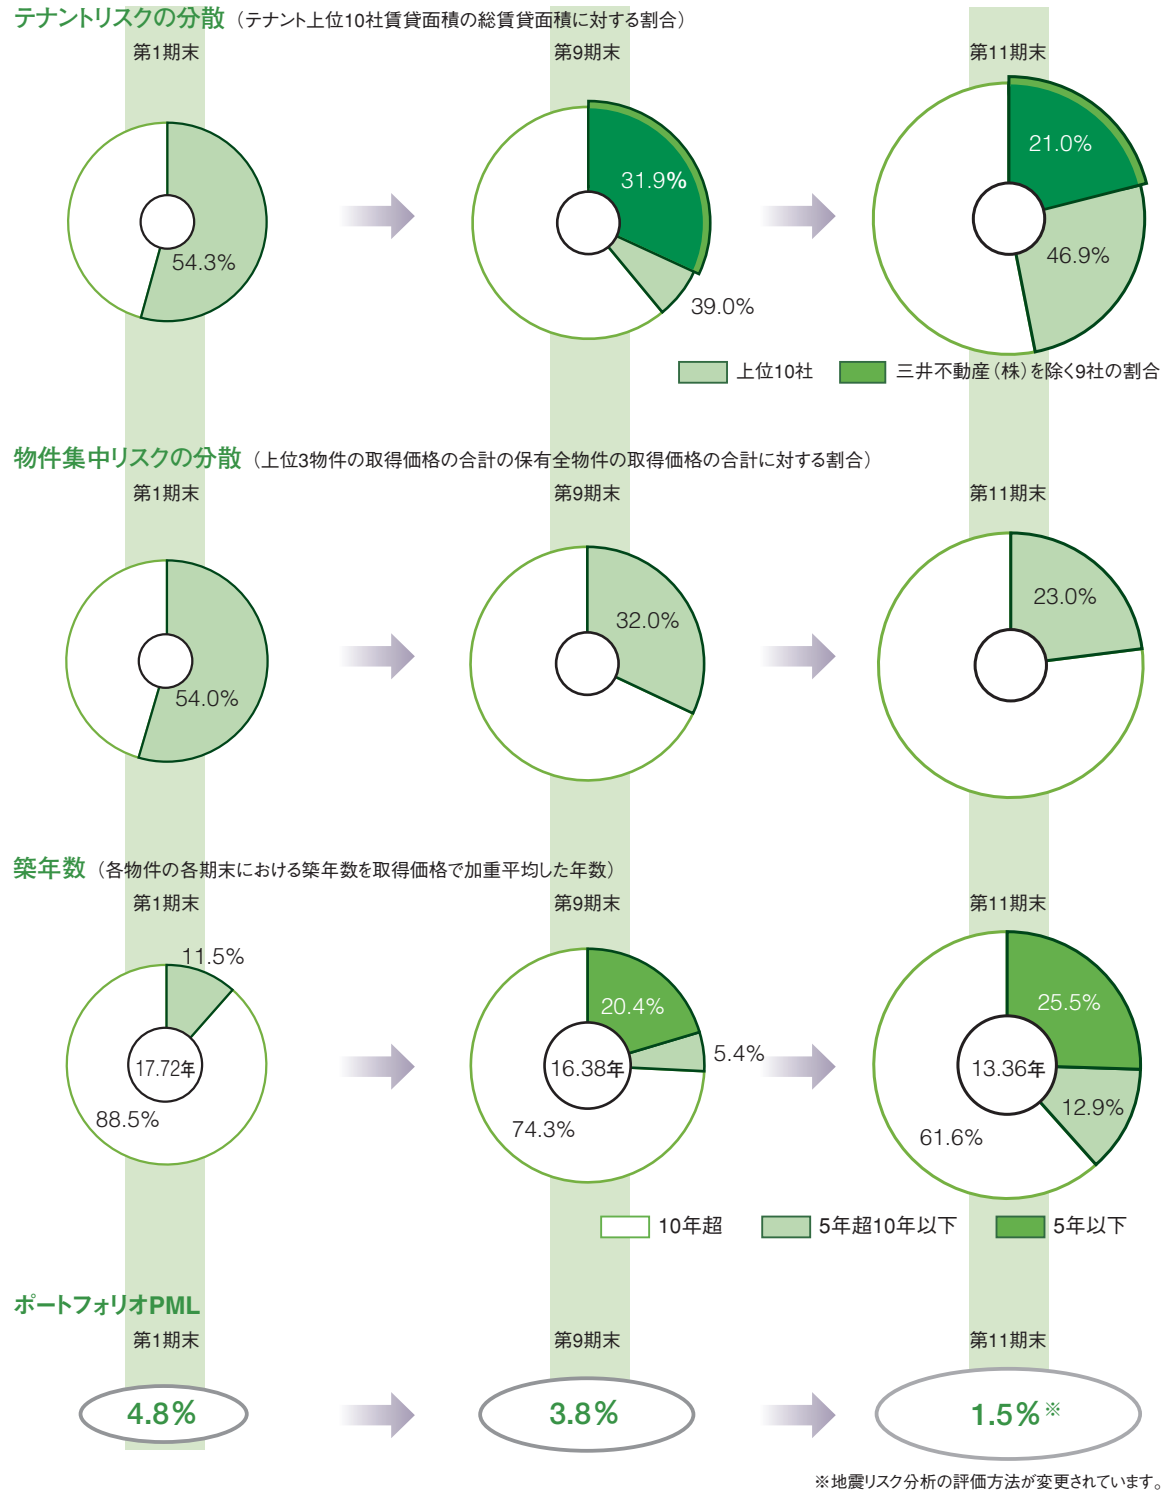 テナントリスクの分散（テナント上位10社賃貸面積の総賃貸面積に対する割合）
第1期末
第9期末
第11期末
54.3%
31.9%
39.0%
21.0%
46.9%
上位10社
三井不動産（株）を除く9社の割合
物件集中リスクの分散（上位3物件の取得価格の合計の保有全物件の取得価格の合計に対する割合）
第1期末
第9期末
第11期末
54.0%
32.0%
23.0%
築年数（各物件の各期末における築年数を取得価格で加重平均した年数）
第1期末
第9期末
第11期末
11.5%
17.72年
88.5%
20.4%
5.4%
16.38年
74.3%
25.5%
13.36年
12.9%
61.6%
10年超
5年超10年以下
5年以下
ポートフォリオPML
第1期末
第9期末
第11期末
4.8%
3.8%
1.5%※
※地震リスク分析の評価方法が変更されています。